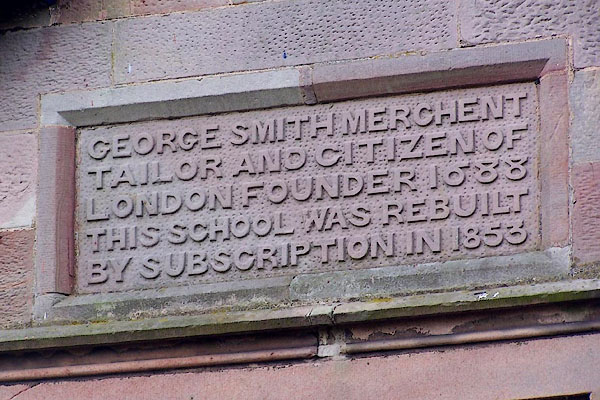 GEORGE SMITH MERCHENT
TAILOR AND CITIZEN OF
LONDON FOUNDER 1688
THIS SCHOOL WAS REBUILT
BY SUBSCRIPTION IN 1853